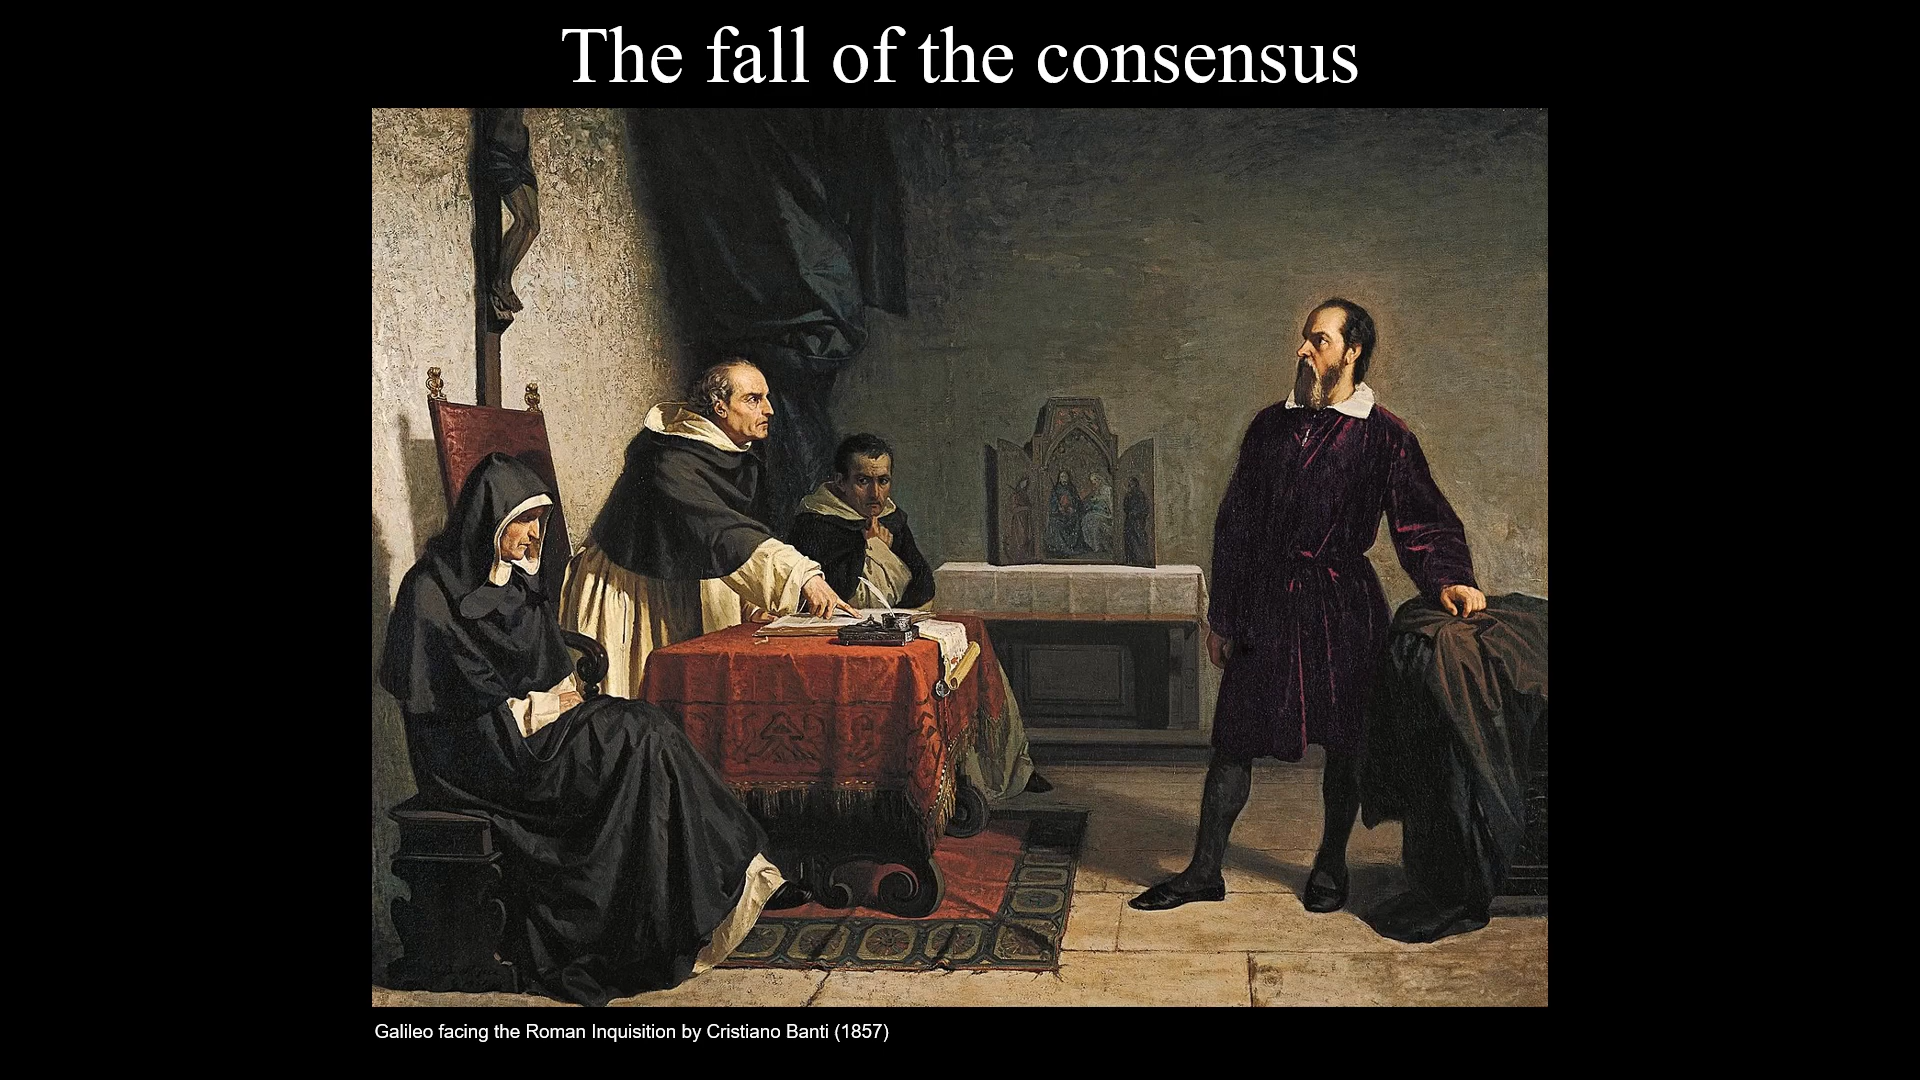 The fall of the consensus
Galileo facing the Roman Inquisition by Cristiano Banti (1857)